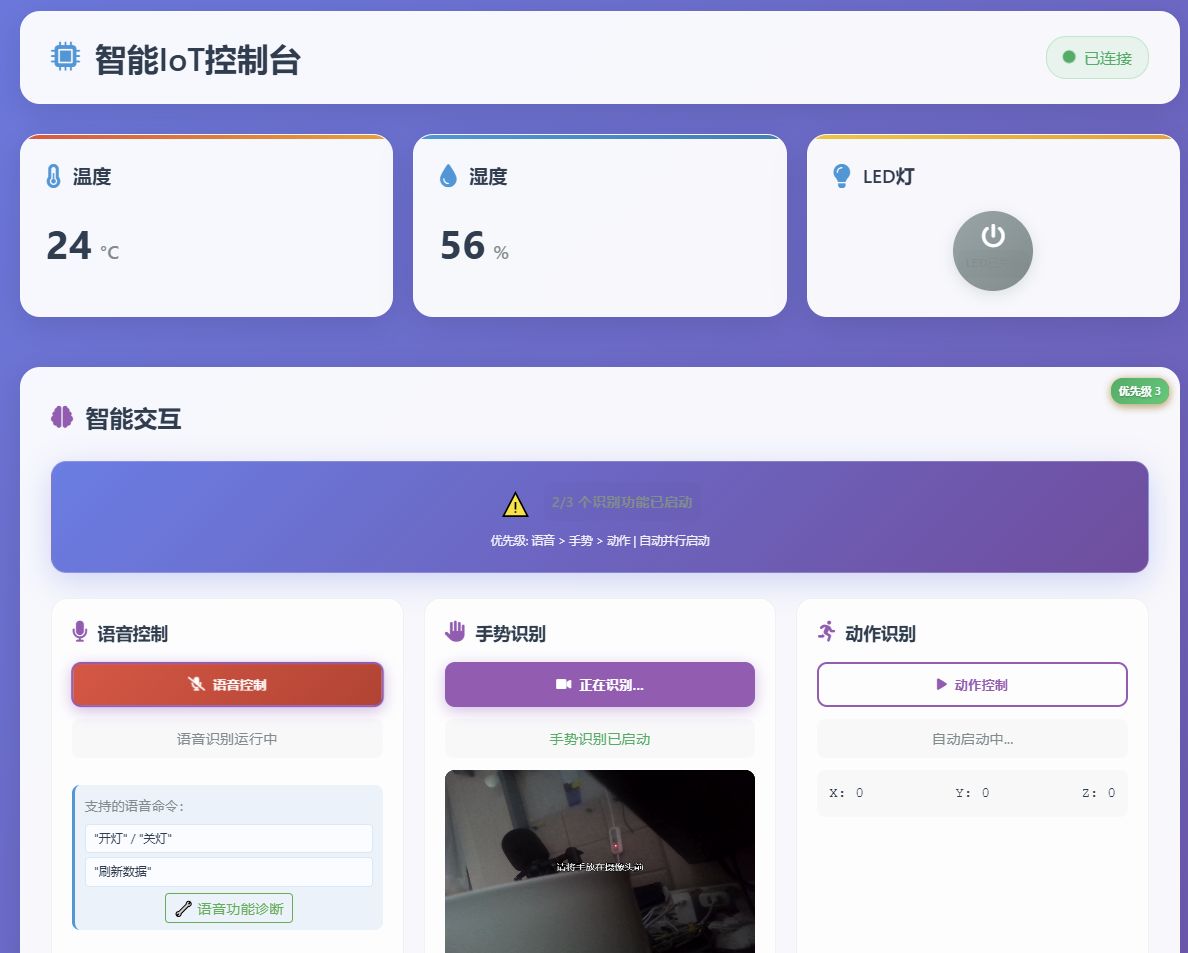 智能IoT控制台
已连接
温度
24 °C
湿度
56 %
LED灯
智能交互
优先级 3
2/3 个识别功能已启动
优先级: 语音 > 手势 > 动作 | 自动并行启动
语音控制
语音控制
语音识别运行中
支持的语音命令：
"开灯" / "关灯"
"刷新数据"
语音功能诊断
手势识别
正在识别...
手势识别已启动
请将手放在摄像头前
动作识别
动作控制
自动启动中...
X: 0 Y: 0 Z: 0